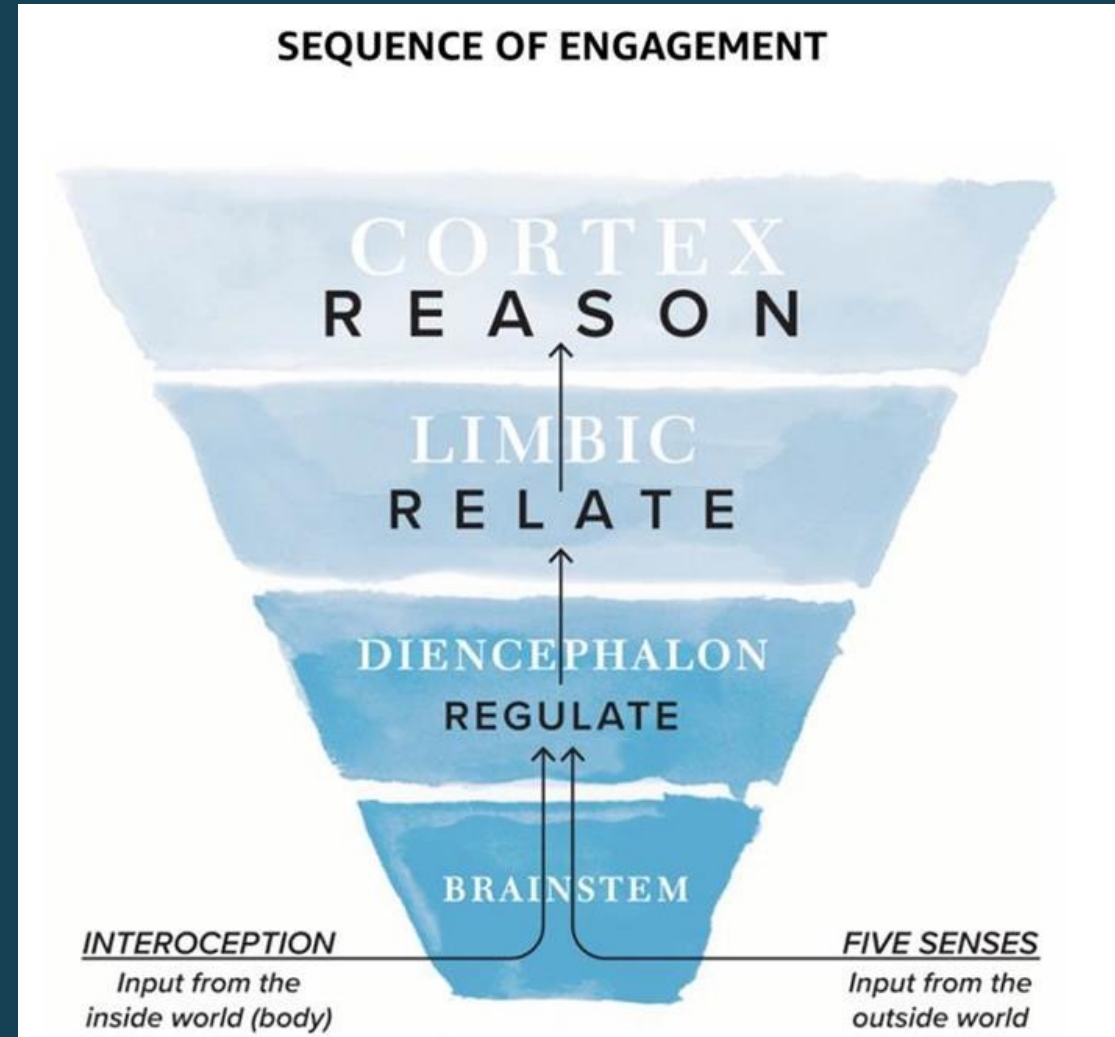 SEQUENCE OF ENGAGEMENT
CORTEX
REASON
LIMBIC
RELATE
DIENCEPHALON
REGULATE
BRAINSTEM
INTEROCEPTION
Input from the
inside world (body)
FIVE SENSES
Input from the
outside world